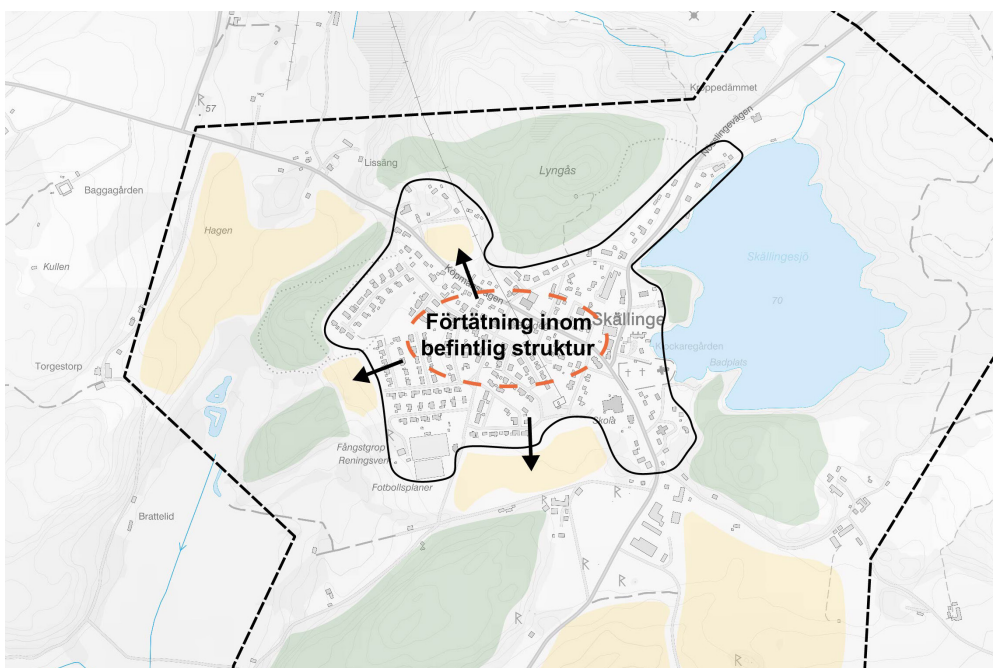 Kroppedämmet
57
Lissäng
Lyngås
Baggagården
Hagen
Skällingesjö
Kullen
70
Förtätning inom
befintlig struktur
Skällinge
Klockaregården
Badplats
Torgestorp
Skola
Fångstgrop
Reningsverk
Fotbollsplaner
Brattelid